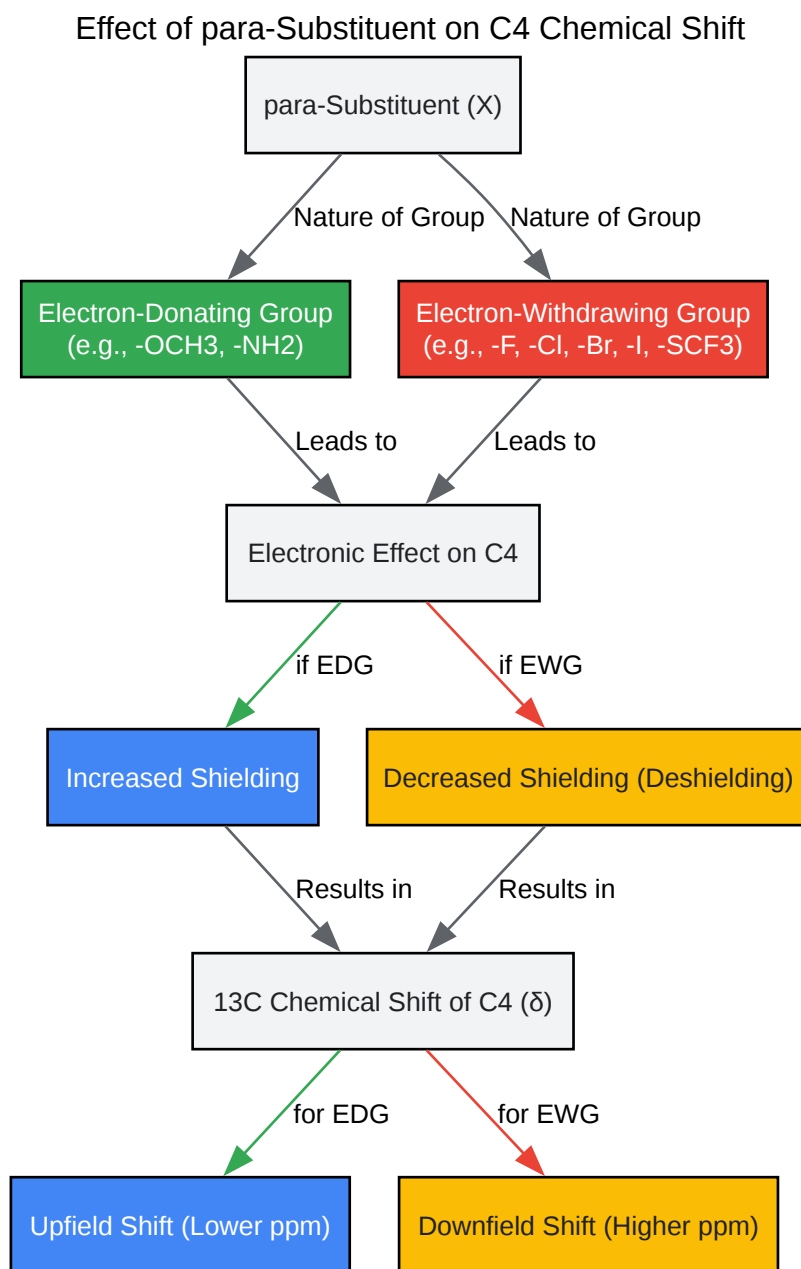 Effect of para-Substituent on C4 Chemical Shift
para-Substituent (X)
Nature of Group
Nature of Group
Electron-Donating Group
(e.g., -OCH3, -NH2)
Electron-Withdrawing Group
(e.g., -F, -Cl, -Br, -I, -SCF3)
Leads to
Leads to
Electronic Effect on C4
if EDG
if EWG
Increased Shielding
Decreased Shielding (Deshielding)
Results in
Results in
13C Chemical Shift of C4 (δ)
for EDG
for EWG
Upfield Shift (Lower ppm)
Downfield Shift (Higher ppm)